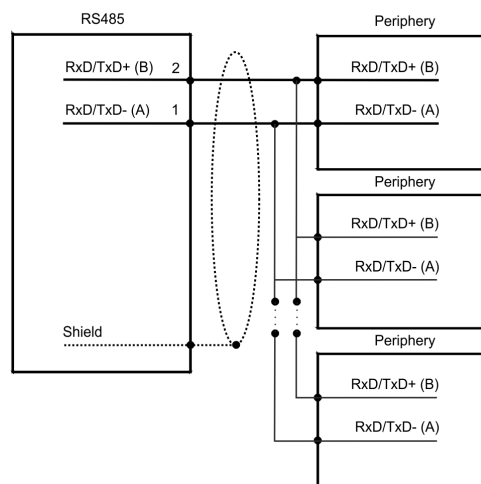 RS485
Periphery
RxD/TxD+ (B) 2
RxD/TxD+ (B)
RxD/TxD- (A) 1
RxD/TxD- (A)
Periphery
RxD/TxD+ (B)
RxD/TxD- (A)
Shield
Periphery
RxD/TxD+ (B)
RxD/TxD- (A)